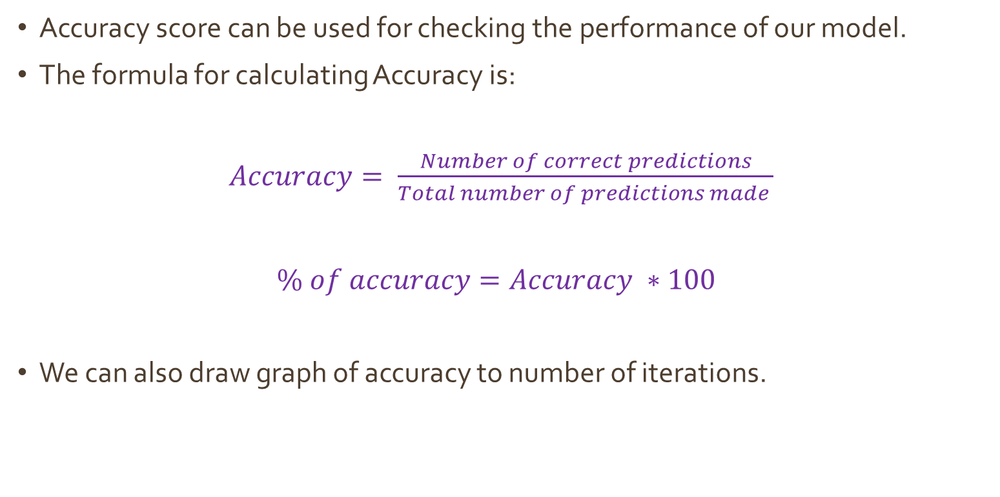 • Accuracy score can be used for checking the performance of our model.
• The formula for calculating Accuracy is:
Accuracy = Number of correct predictions / Total number of predictions made
% of accuracy = Accuracy * 100
• We can also draw graph of accuracy to number of iterations.